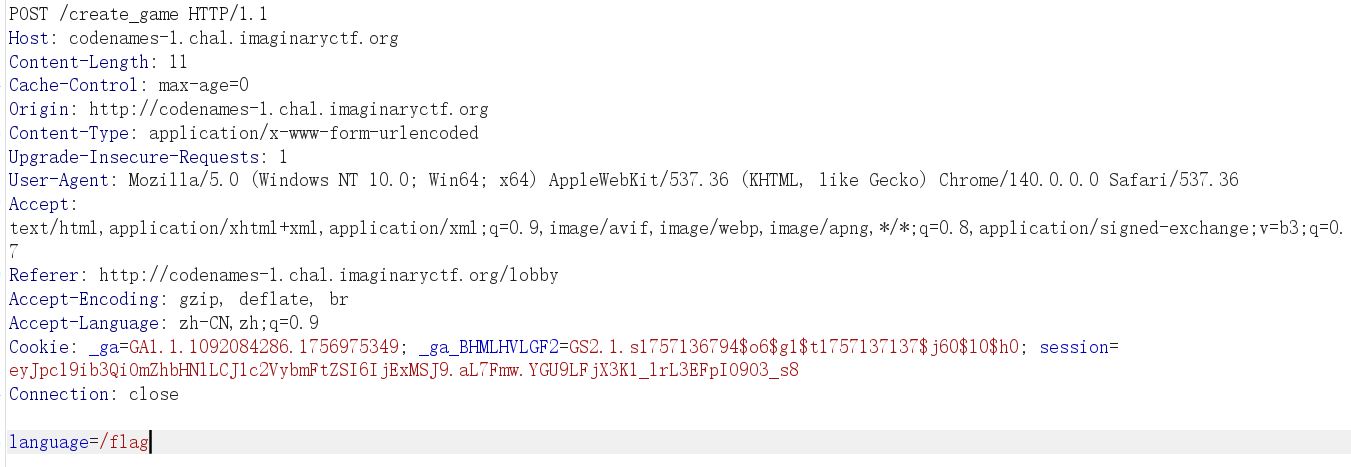 POST /create_game HTTP/1.1
Host: codenames-1.chal.imaginaryctf.org
Content-Length: 11
Cache-Control: max-age=0
Origin: http://codenames-1.chal.imaginaryctf.org
Content-Type: application/x-www-form-urlencoded
Upgrade-Insecure-Requests: 1
User-Agent: Mozilla/5.0 (Windows NT 10.0; Win64; x64) AppleWebKit/537.36 (KHTML, like Gecko) Chrome/140.0.0.0 Safari/537.36
Accept:
text/html,application/xhtml+xml,application/xml;q=0.9,image/avif,image/webp,image/apng,*/*;q=0.8,application/signed-exchange;v=b3;q=0.
7
Referer: http://codenames-1.chal.imaginaryctf.org/lobby
Accept-Encoding: gzip, deflate, br
Accept-Language: zh-CN,zh;q=0.9
Cookie: _ga=GA1.1.1092084286.1756975349; _ga_BHMLHVLGF2=GS2.1.s1757136794$o6$g1$t1757137137$j60$l0$h0; session=
eyJpc19ib3QiOmZhbHNlLCJ1c2VybmFtZSI6IjExMSJ9.aL7Fmw.YGU9LFjX3K1_lrL3EFpI09O3_s8
Connection: close
language=/flag